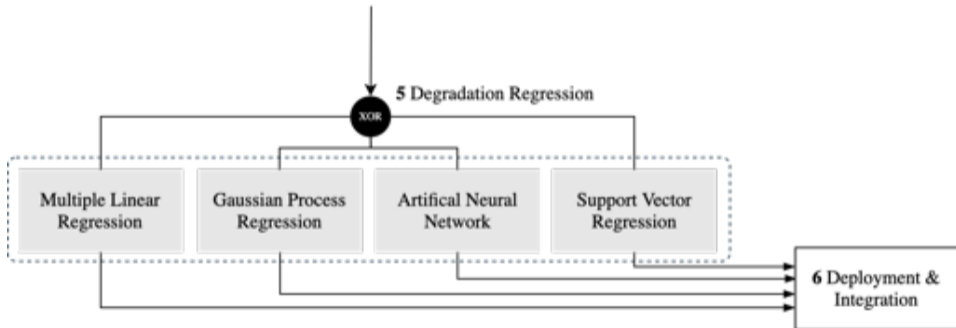 5 Degradation Regression
XOR
Multiple Linear
Regression
Gaussian Process
Regression
Artifical Neural
Network
Support Vector
Regression
6 Deployment &
Integration